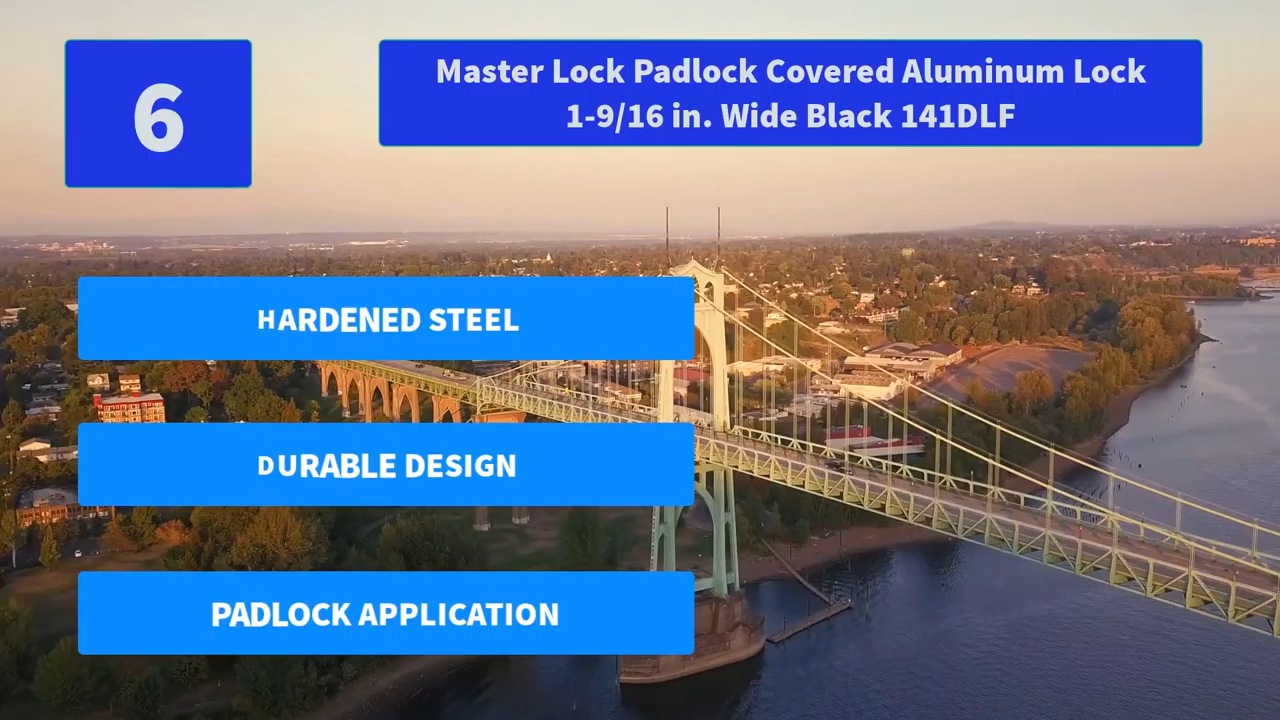 6
Master Lock Padlock Covered Aluminum Lock
1-9/16 in. Wide Black 141DLF
HARDENED STEEL
DURABLE DESIGN
PADLOCK APPLICATION